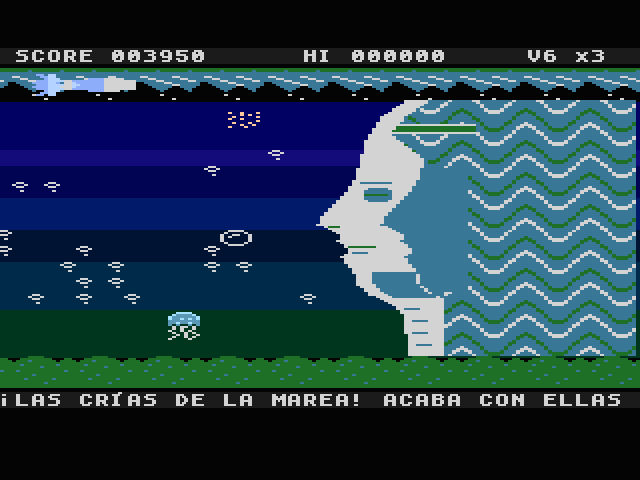 SCORE 003950 HI 000000 V6 x3
¡LAS CRÍAS DE LA MAREA! ACABA CON ELLAS